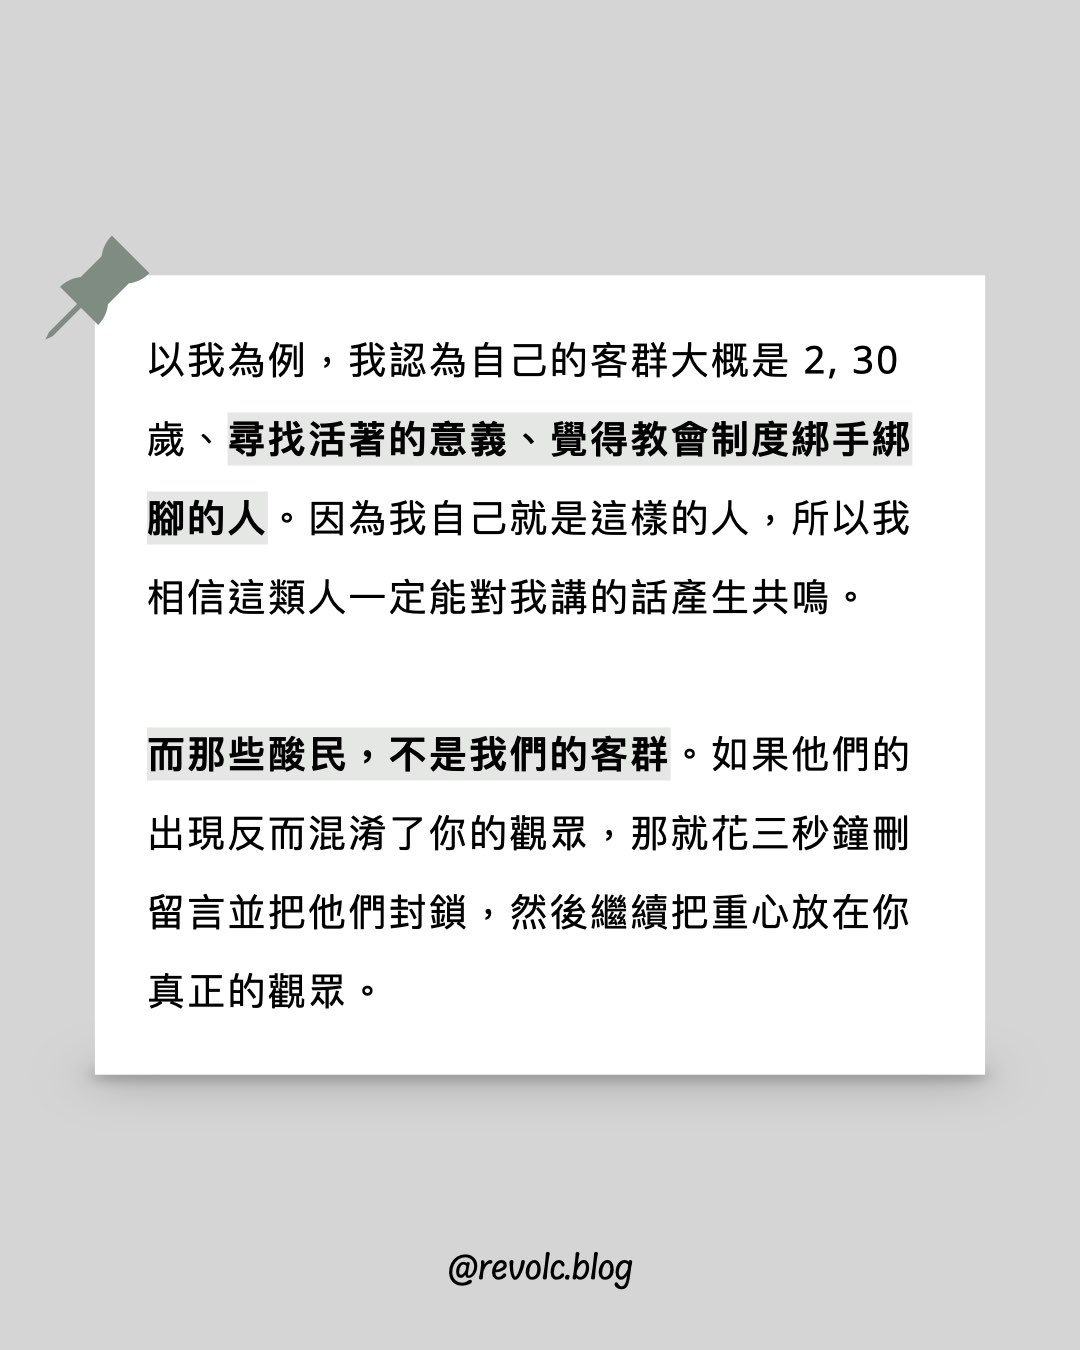 以我為例，我認為自己的客群大概是 2, 30
歲、尋找活著的意義、覺得教會制度綁手綁
腳的人。因為我自己就是這樣的人，所以我
相信這類人一定能對我講的話產生共鳴。
而那些酸民，不是我們的客群。如果他們的
出現反而混淆了你的觀眾，那就花三秒鐘刪
留言並把他們封鎖，然後繼續把重心放在你
真正的觀眾。
@revolc.blog